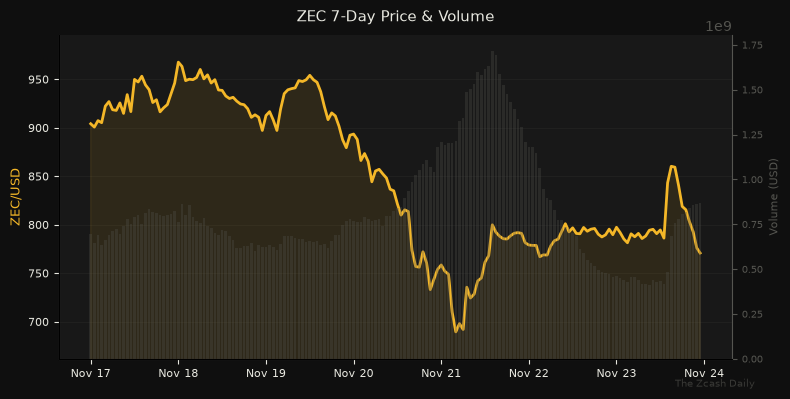 ZEC 7-Day Price & Volume
1e9
950
900
850
800
750
700
ZEC/USD
1.75
1.50
1.25
1.00
0.75
0.50
0.25
0.00
Volume (USD)
Nov 17 Nov 18 Nov 19 Nov 20 Nov 21 Nov 22 Nov 23 Nov 24
The Zcash Daily